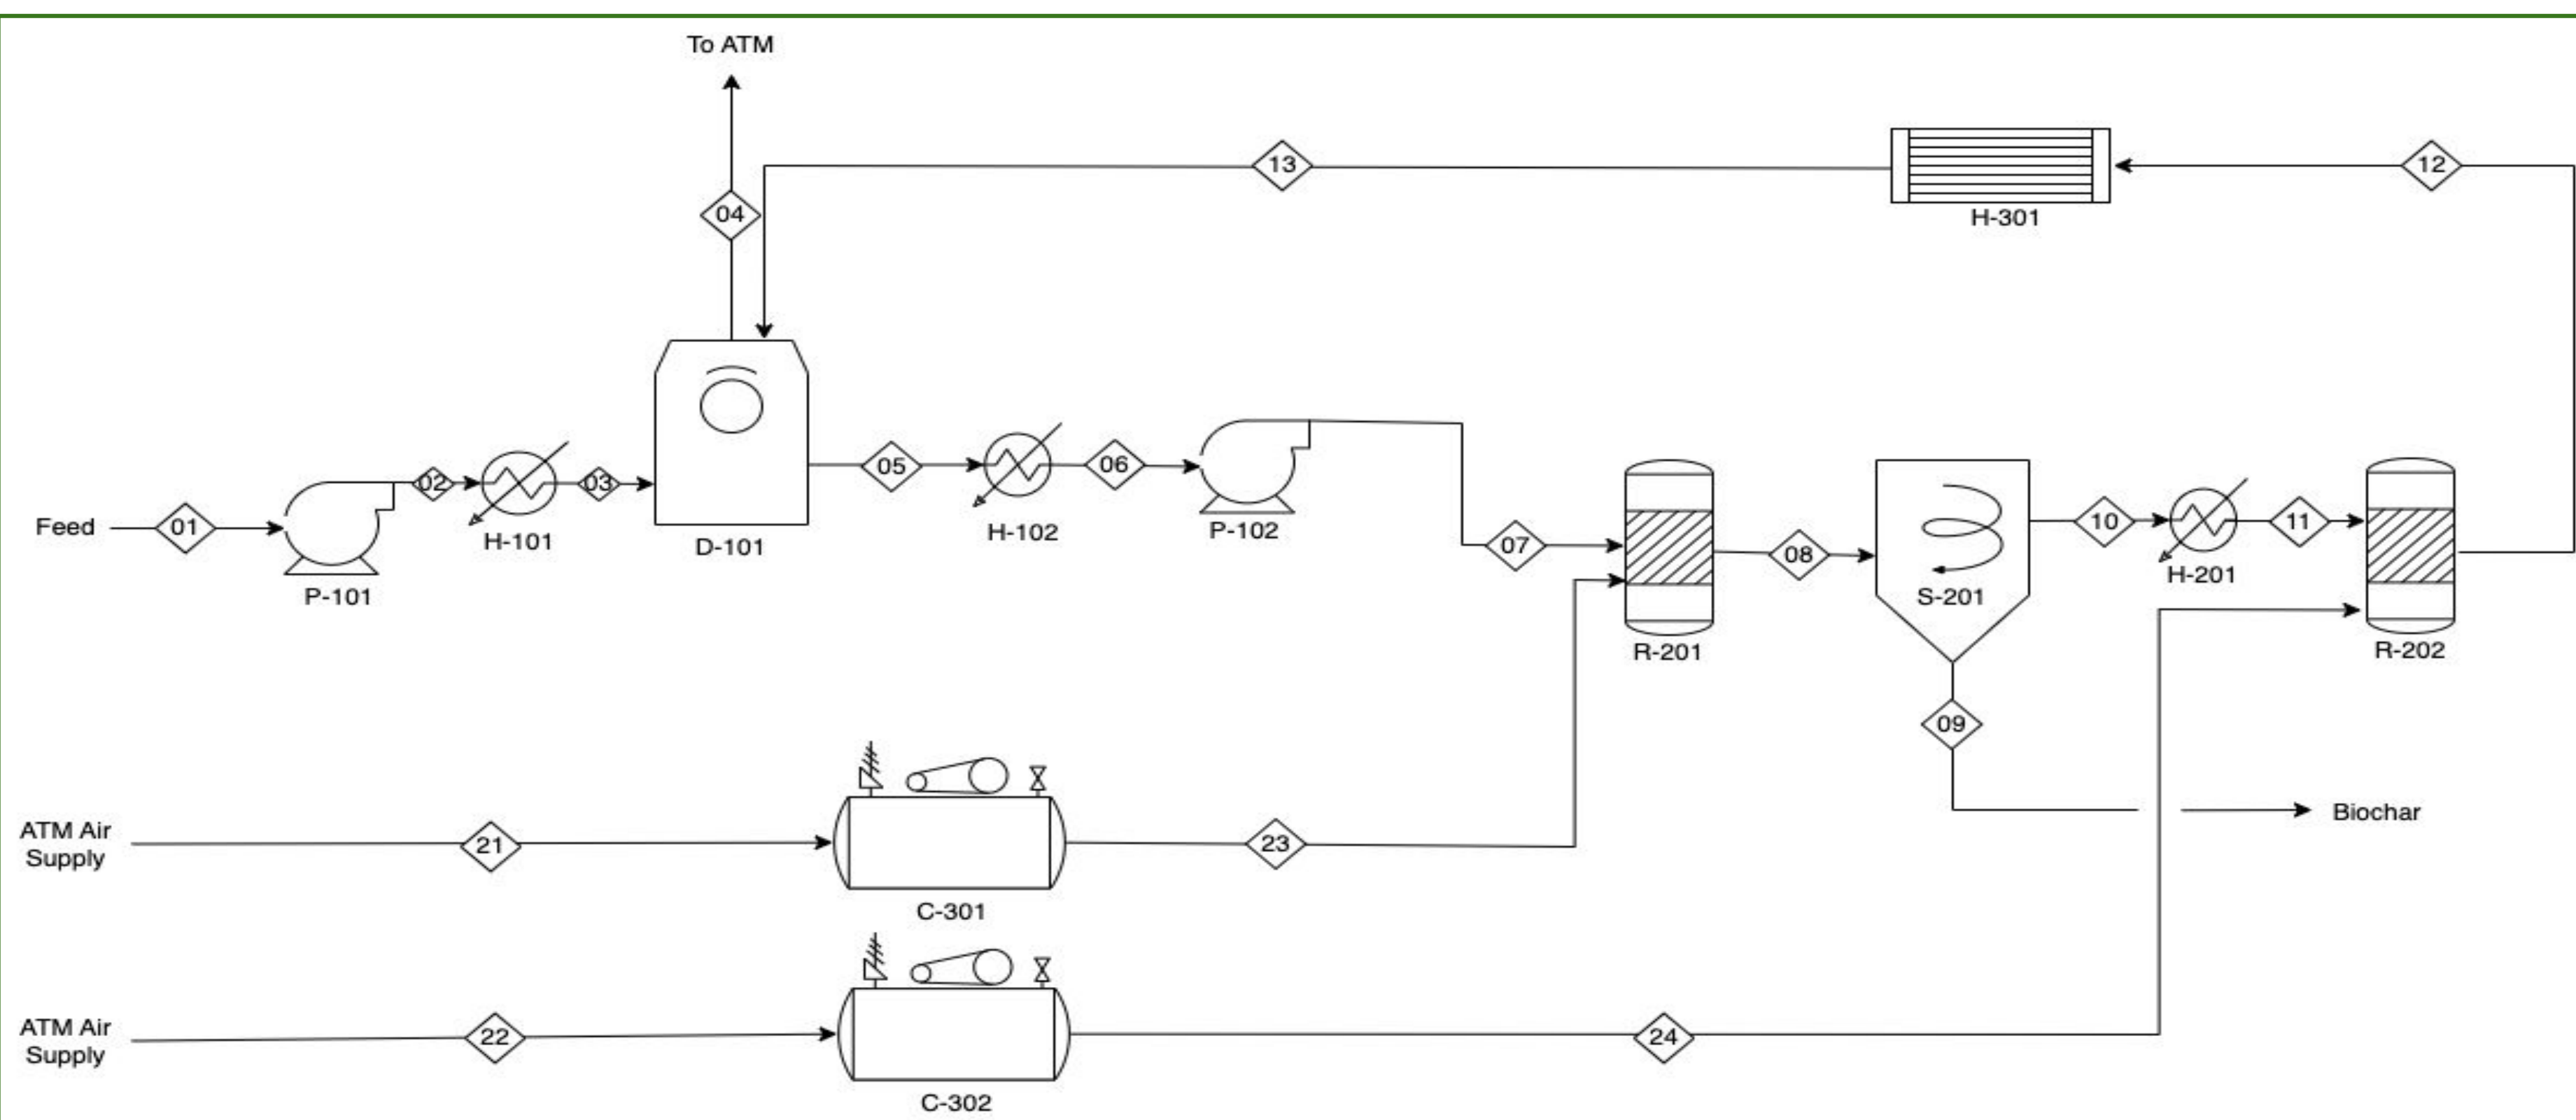 To ATM
13
12
04
H-301
02
03
05
06
Feed
01
H-101
H-102
P-102
D-101
07
08
10
11
P-101
H-201
S-201
R-201
R-202
09
Biochar
ATM Air
Supply
21
23
C-301
ATM Air
Supply
22
24
C-302